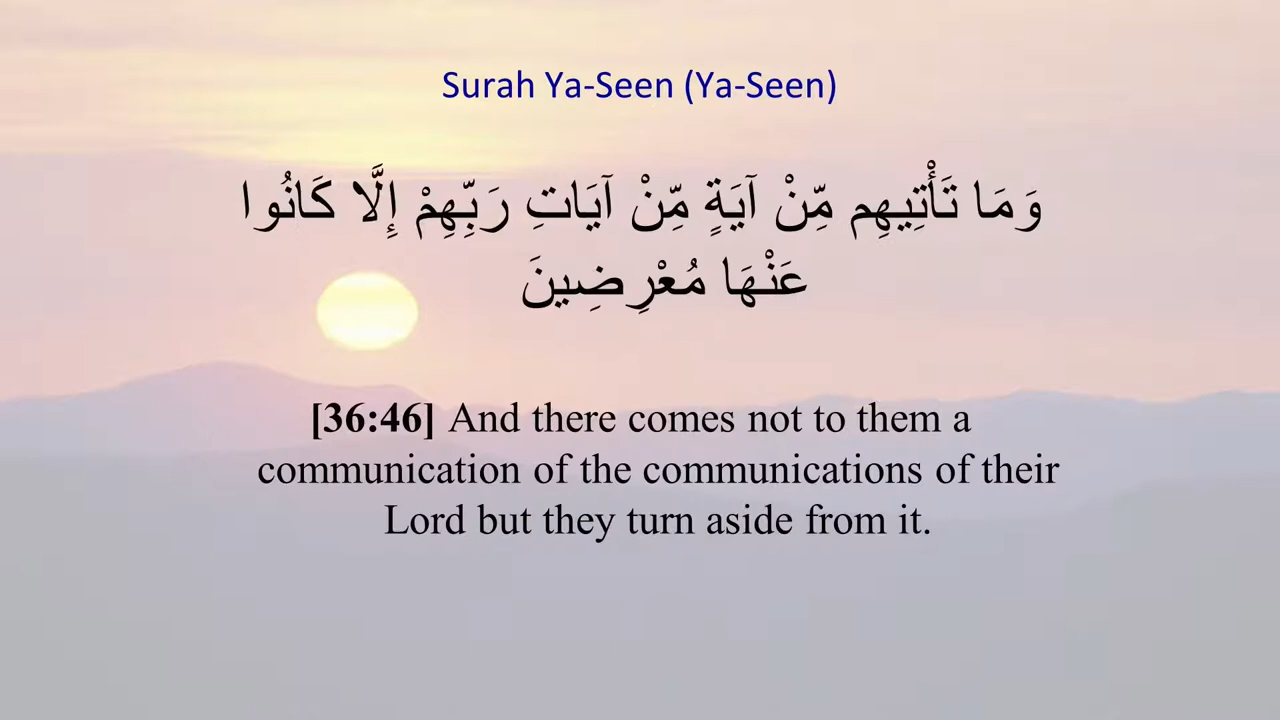 Surah Ya-Seen (Ya-Seen)
وَمَا تَأْتِيهِم مِّنْ آيَةٍ مِّنْ آيَاتِ رَبِّهِمْ إِلَّا كَانُوا
عَنْهَا مُعْرِضِينَ
[36:46] And there comes not to them a
communication of the communications of their
Lord but they turn aside from it.